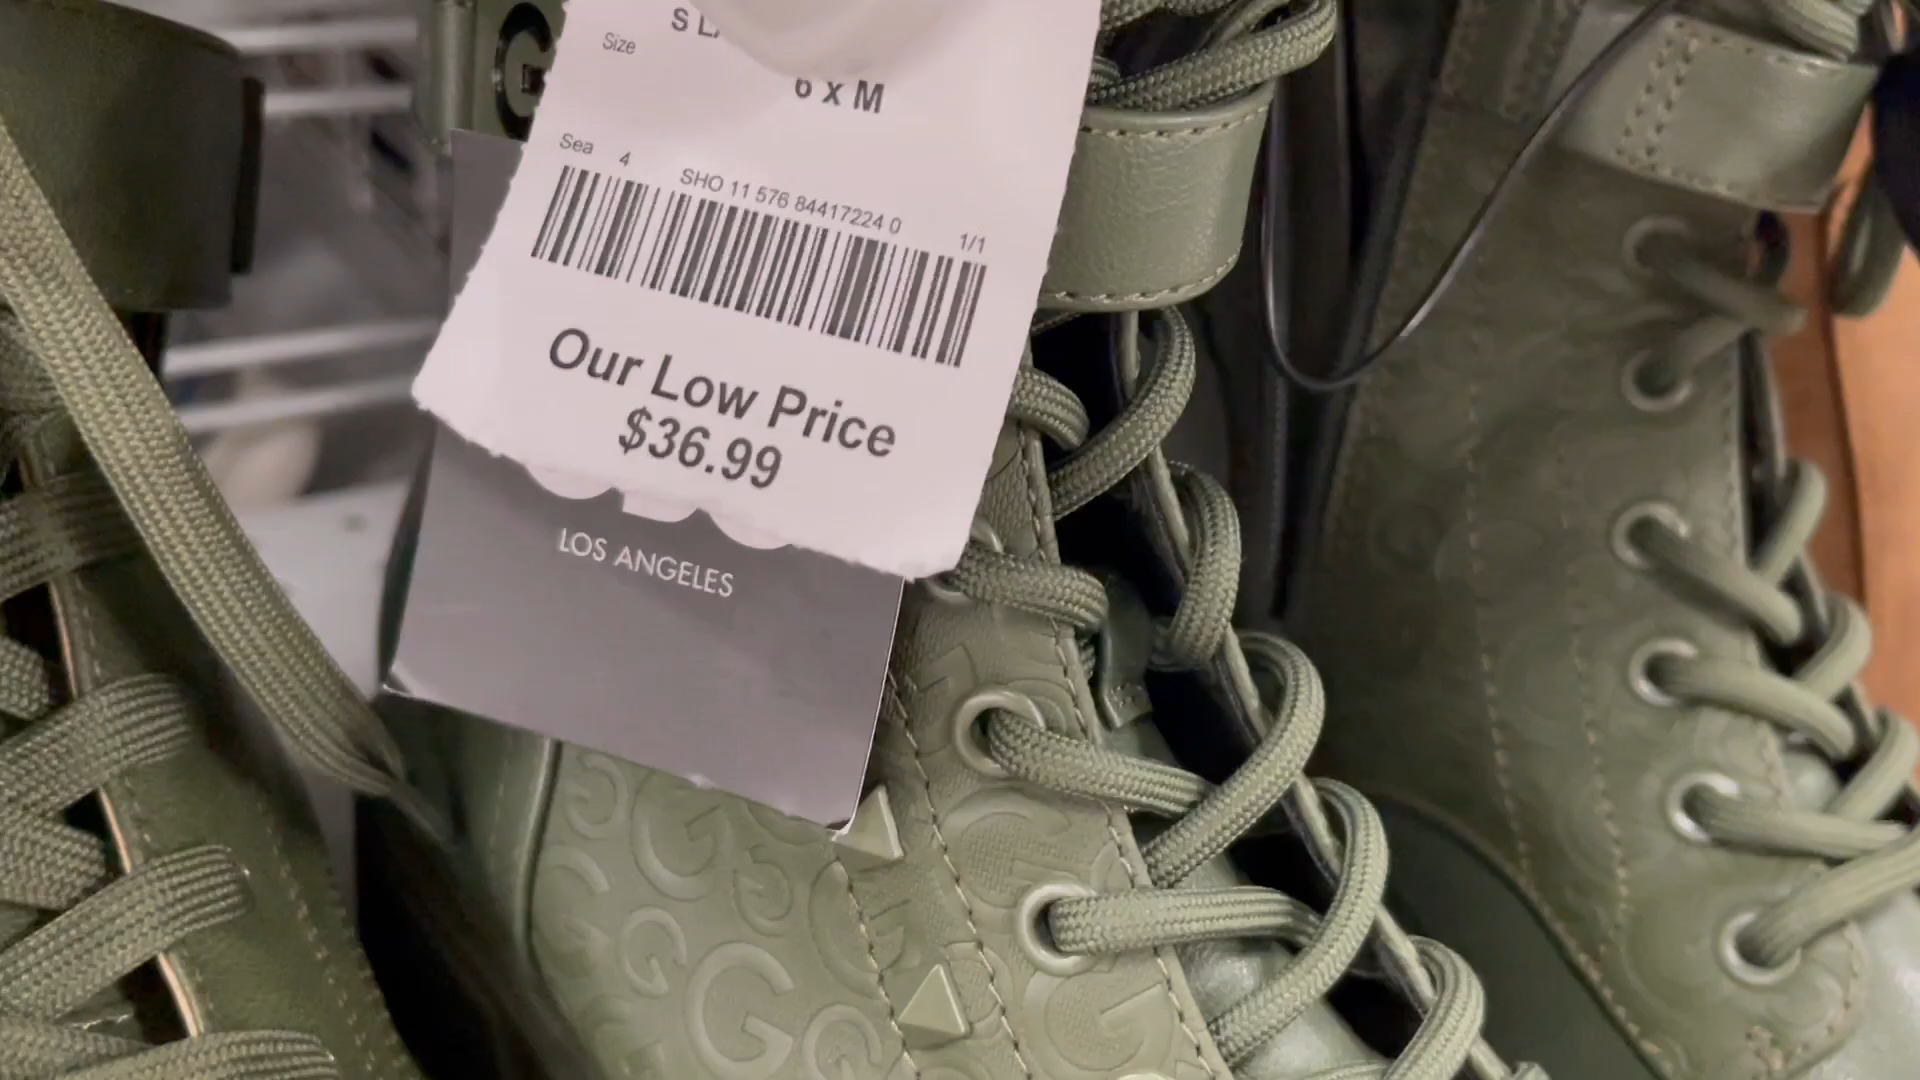 Size
6 x M
Sea 4
SHO 11 576 84417224 0
1/1
Our Low Price
$36.99
LOS ANGELES
G